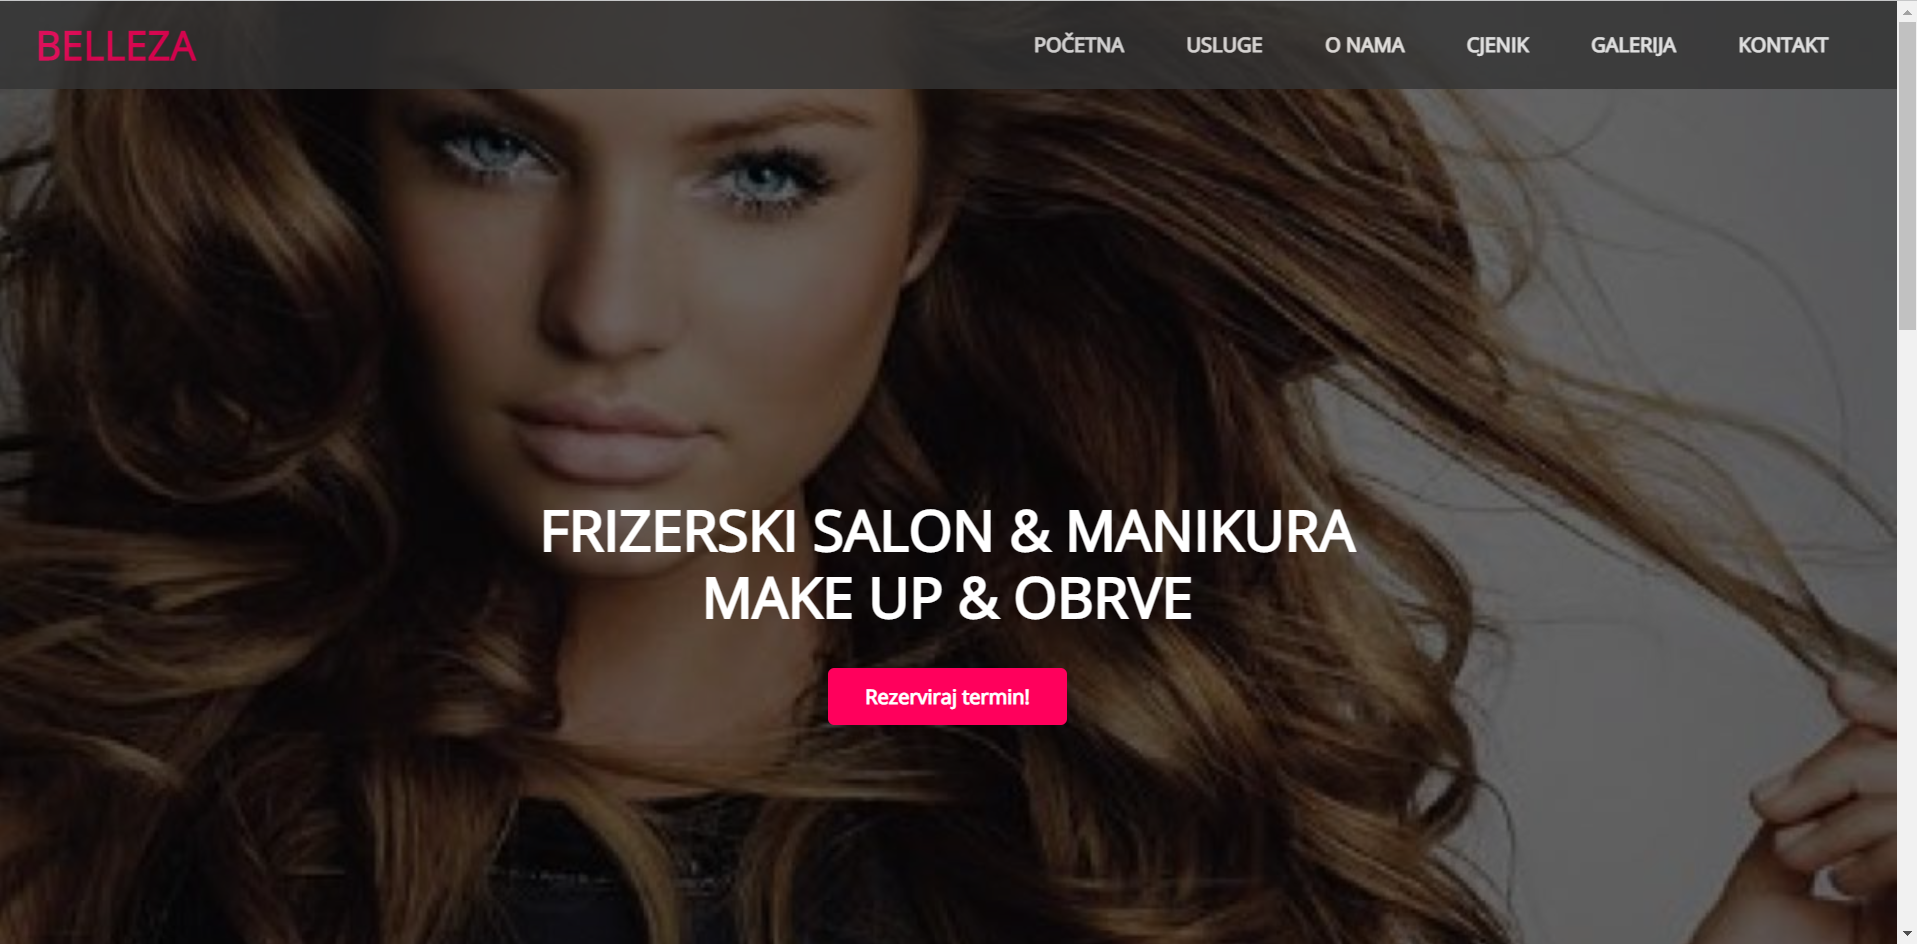 BELLEZA
POČETNA USLUGE O NAMA CJENIK GALERIJA KONTAKT
FRIZERSKI SALON & MANIKURA
MAKE UP & OBRVE
Rezerviraj termin!